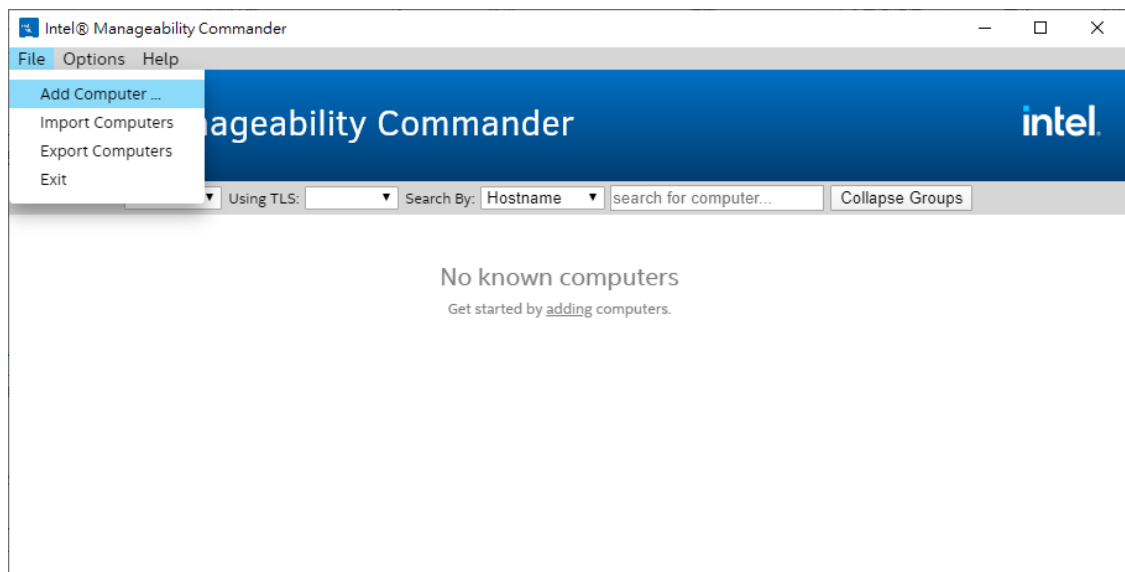 Intel® Manageability Commander
File Options Help
Add Computer ...
Import Computers
Export Computers
Exit
nageability Commander
intel.
Using TLS: Search By: Hostname search for computer... Collapse Groups
No known computers
Get started by adding computers.